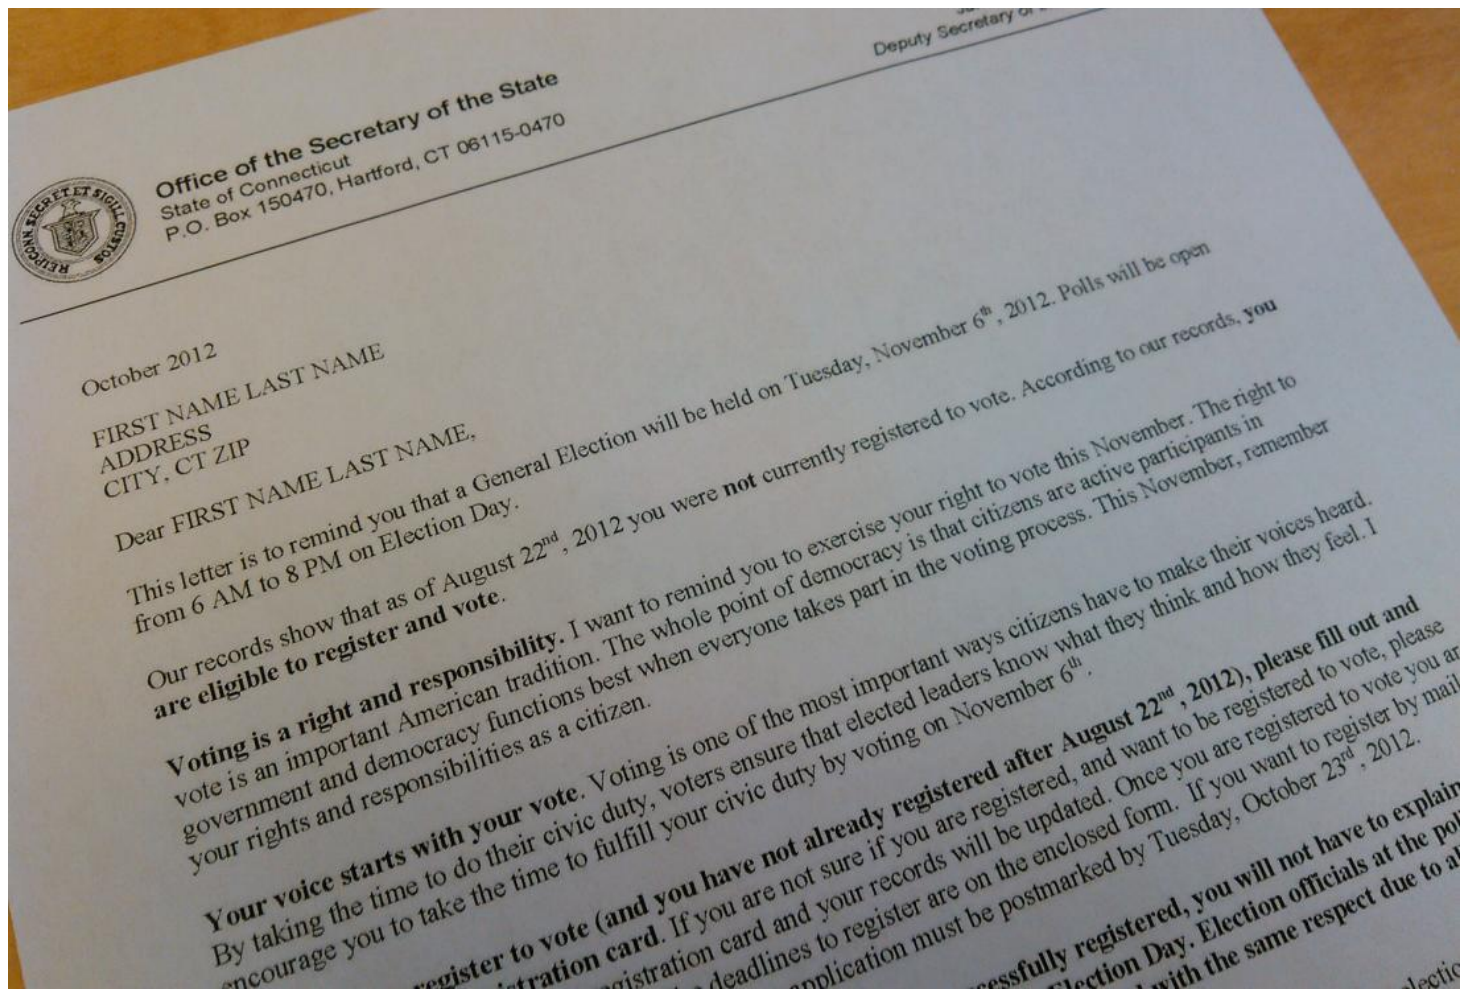 Deputy Secretary of
Office of the Secretary of the State
State of Connecticut
P.O. Box 150470, Hartford, CT 06115-0470
October 2012
FIRST NAME LAST NAME
ADDRESS
CITY, CT ZIP
Dear FIRST NAME LAST NAME,
This letter is to remind you that a General Election will be held on Tuesday, November 6th, 2012. Polls will be open
from 6 AM to 8 PM on Election Day.
Our records show that as of August 22nd, 2012 you were not currently registered to vote. According to our records, you
are eligible to register and vote.
Voting is a right and responsibility. I want to remind you to exercise your right to vote this November. The right to
vote is an important American tradition. The whole point of democracy is that citizens are active participants in
government and democracy functions best when everyone takes part in the voting process. This November, remember
your rights and responsibilities as a citizen.
Your voice starts with your vote. Voting is one of the most important ways citizens have to make their voices heard.
By taking the time to do their civic duty, voters ensure that elected leaders know what they think and how they feel. I
encourage you to take the time to fulfill your civic duty by voting on November 6th.
register to vote (and you have not already registered after August 22nd, 2012), please fill out and
card. If you are not sure if you are registered, and want to be registered to vote, please
card and your records will be updated. Once you are registered to vote you
deadlines to register are on the enclosed form. If you want to register by mail
application must be postmarked by Tuesday, October 23rd, 2012.
registered, you will not have to explain
Election Day. Election officials at the
with the same respect due to